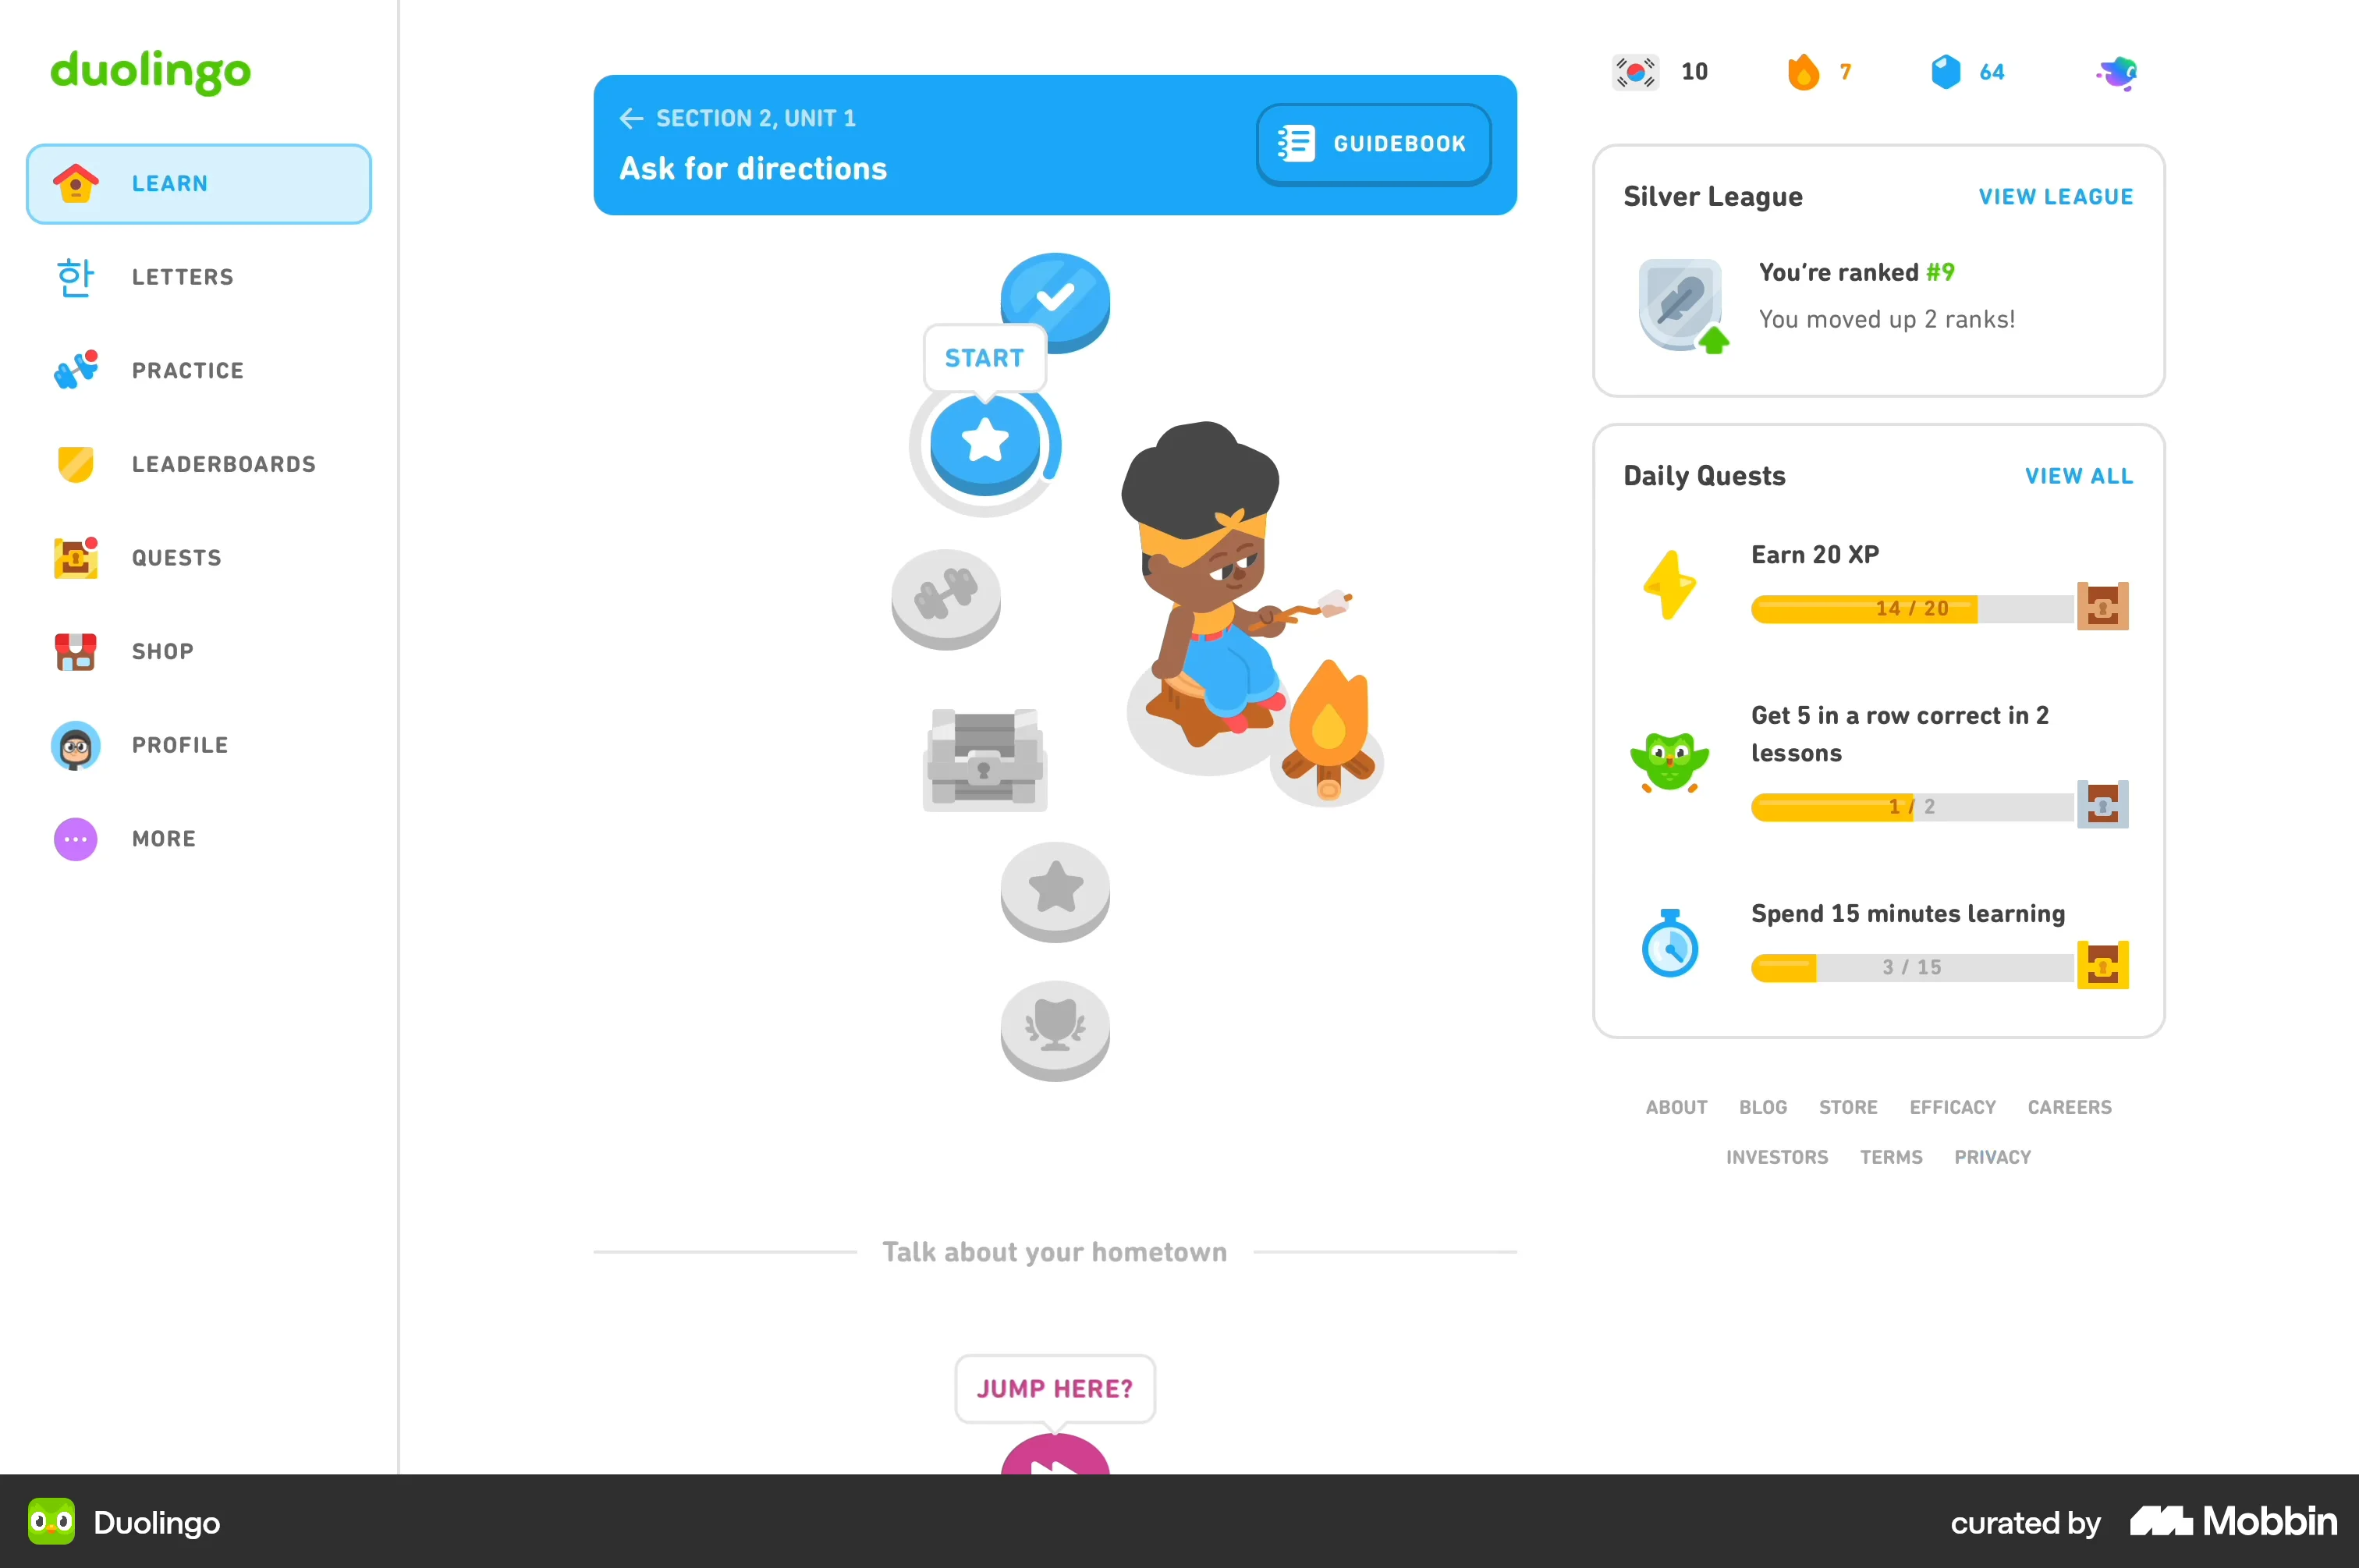 duolingo
LEARN
한
LETTERS
PRACTICE
LEADERBOARDS
QUESTS
SHOP
PROFILE
MORE
SECTION 2, UNIT 1
Ask for directions
GUIDEBOOK
START
Talk about your hometown
JUMP HERE?
10
7
64
Silver League
VIEW LEAGUE
You're ranked #9
You moved up 2 ranks!
Daily Quests
VIEW ALL
Earn 20 XP
14 / 20
Get 5 in a row correct in 2
lessons
1 / 2
Spend 15 minutes learning
3 / 15
ABOUT BLOG STORE EFFICACY CAREERS
INVESTORS TERMS PRIVACY
Duolingo
curated by Mobbin